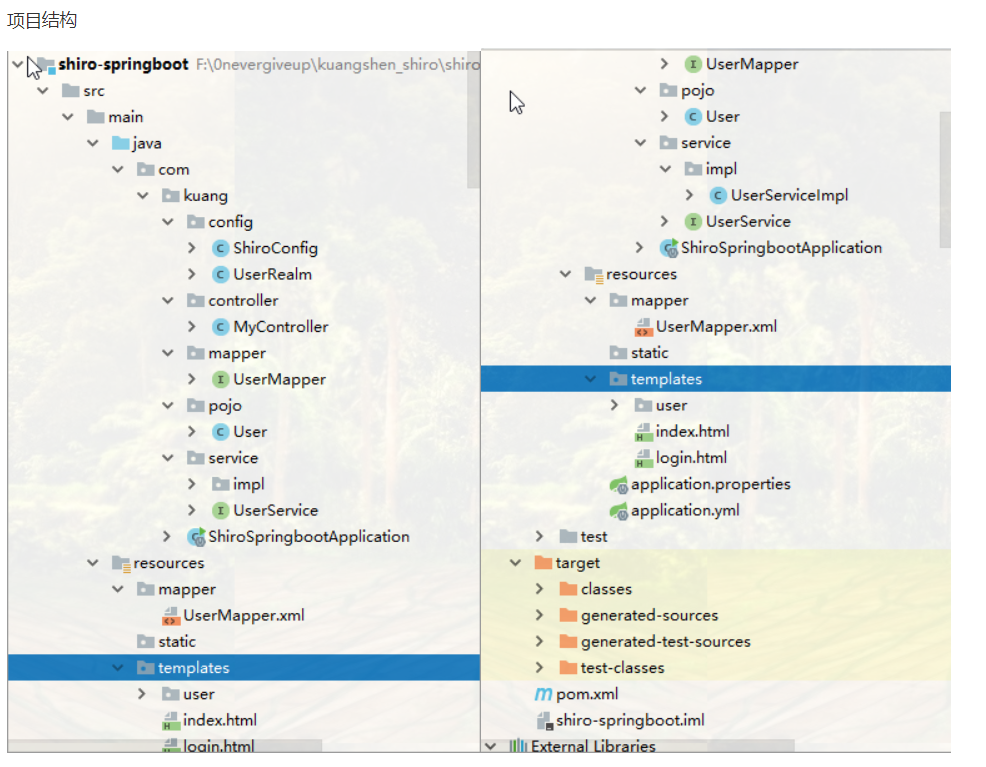 项目结构
shiro-springboot F:\0nevergiveup\kuangshen_shiro\shiro
src
main
java
com
kuang
config
ShiroConfig
UserRealm
controller
MyController
mapper
UserMapper
pojo
User
service
impl
UserService
ShiroSpringbootApplication
resources
mapper
UserMapper.xml
static
templates
user
index.html
login.html
UserMapper
pojo
User
service
impl
UserServiceImpl
UserService
ShiroSpringbootApplication
resources
mapper
UserMapper.xml
static
templates
user
index.html
login.html
application.properties
application.yml
test
target
classes
generated-sources
generated-test-sources
test-classes
pom.xml
shiro-springboot.iml
External Libraries